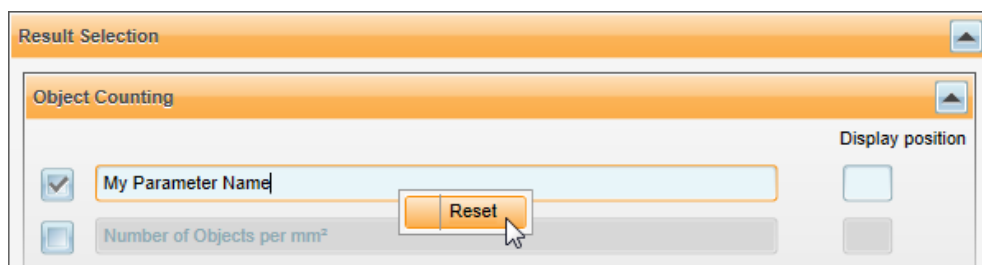 Result Selection
Object Counting
Display position
My Parameter Name
Reset
Number of Objects per mm²